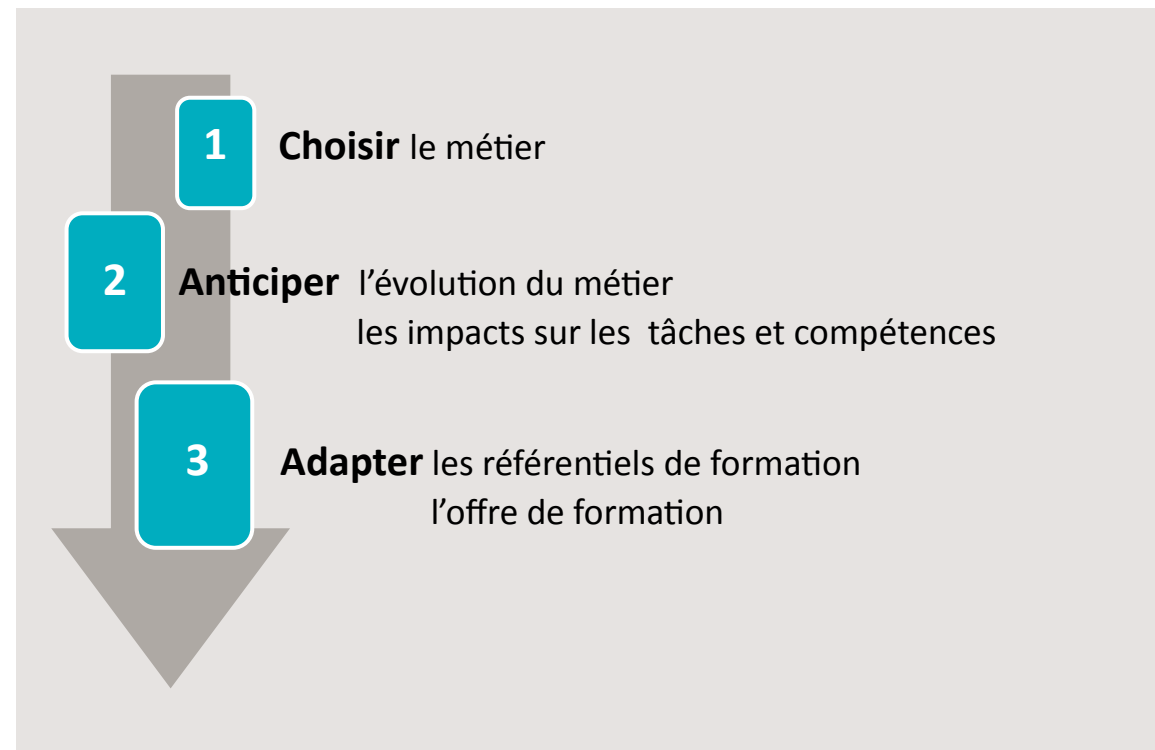 1 Choisir le métier
2 Anticiper l’évolution du métier
les impacts sur les tâches et compétences
3 Adapter les référentiels de formation
l’offre de formation